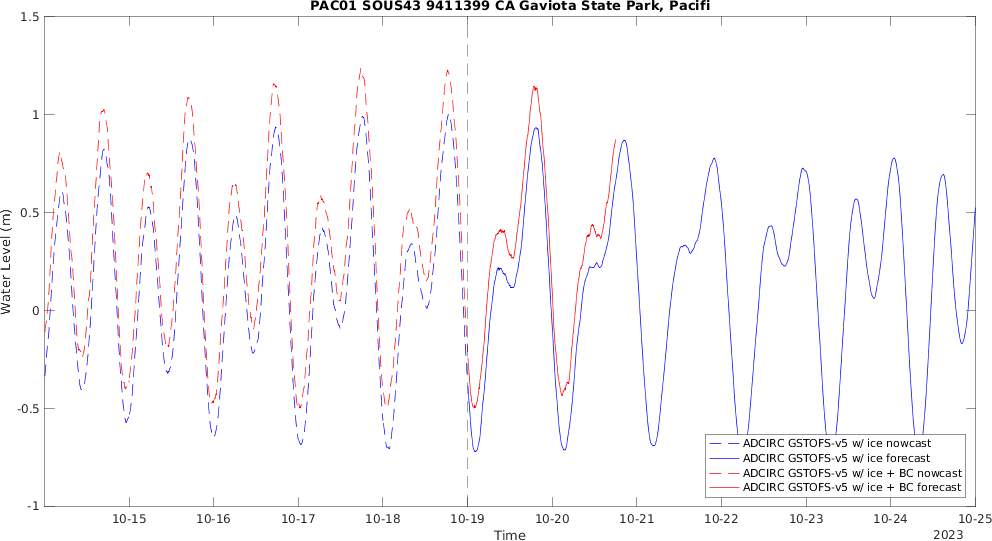 PAC01 SOUS43 9411399 CA Gaviota State Park, Pacifi
1.5
1
0.5
0
-0.5
-1
Water Level (m)
ADCIRC GSTOFS-v5 w/ ice nowcast
ADCIRC GSTOFS-v5 w/ ice forecast
ADCIRC GSTOFS-v5 w/ ice + BC nowcast
ADCIRC GSTOFS-v5 w/ ice + BC forecast
10-15 10-16 10-17 10-18 10-19 10-20 10-21 10-22 10-23 10-24 10-25
Time
2023